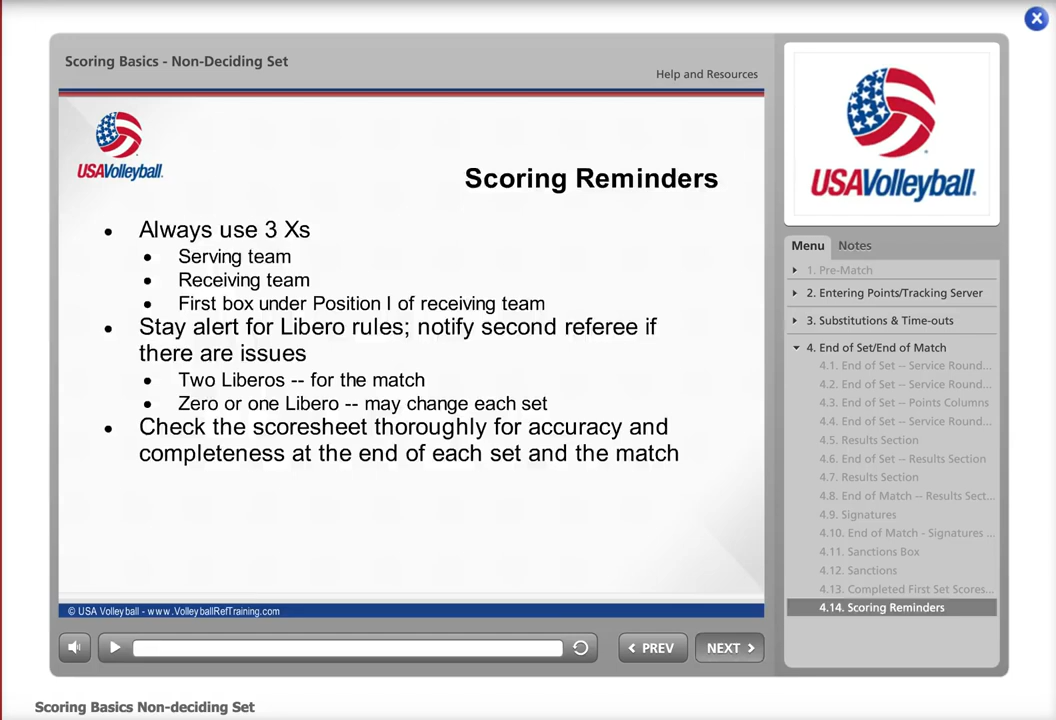 Scoring Basics - Non-Deciding Set
Help and Resources
USAVolleyball.
Scoring Reminders
• Always use 3 Xs
• Serving team
• Receiving team
• First box under Position I of receiving team
• Stay alert for Libero rules; notify second referee if
there are issues
• Two Liberos -- for the match
• Zero or one Libero -- may change each set
• Check the scoresheet thoroughly for accuracy and
completeness at the end of each set and the match
© USA Volleyball - www.VolleyballRefTraining.com
PREV
NEXT
USAVolleyball.
Menu Notes
1. Pre-Match
2. Entering Points/Tracking Server
3. Substitutions & Time-outs
4. End of Set/End of Match
4.1. End of Set -- Service Round...
4.2. End of Set -- Service Round...
4.3. End of Set -- Points Columns
4.4. End of Set -- Service Round...
4.5. Results Section
4.6. End of Set -- Results Section
4.7. Results Section
4.8. End of Match -- Results Sect...
4.9. Signatures
4.10. End of Match - Signatures ...
4.11. Sanctions Box
4.12. Sanctions
4.13. Completed First Set Scores...
4.14. Scoring Reminders
Scoring Basics Non-deciding Set